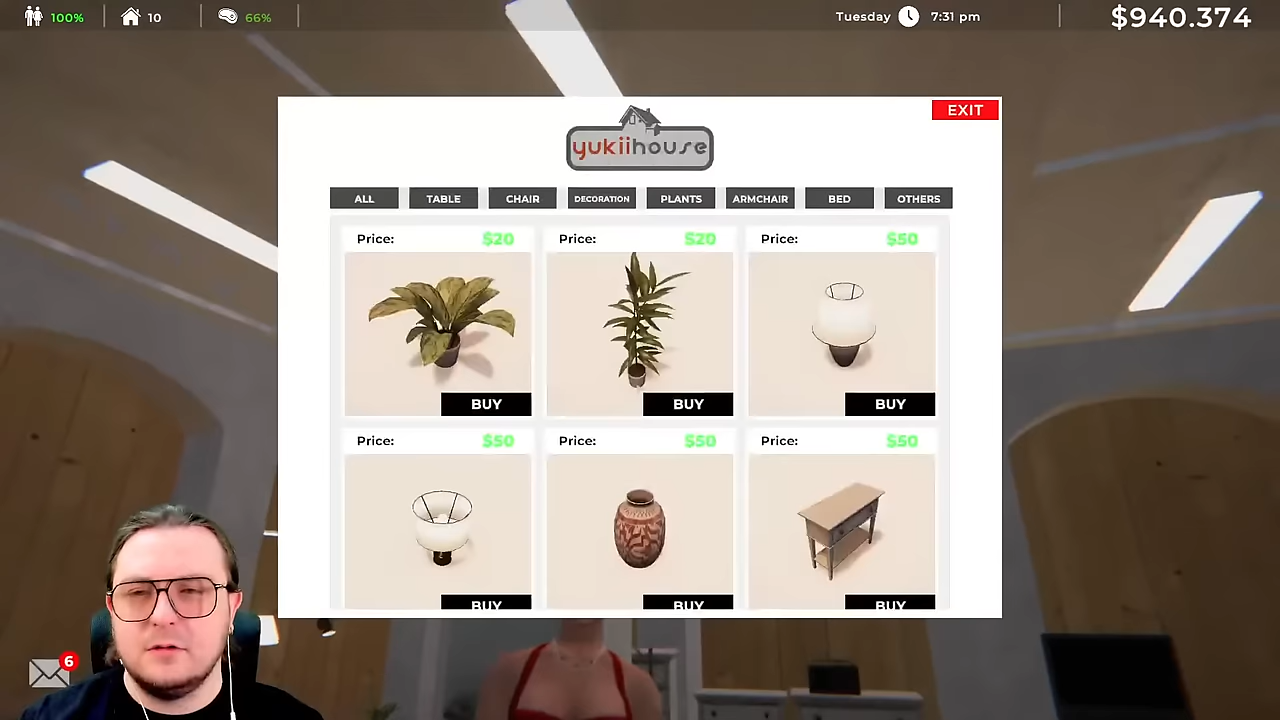 100%
10
66%
Tuesday
7:31 pm
$940.374
EXIT
yukiihouse
ALL
TABLE
CHAIR
DECORATION
PLANTS
ARMCHAIR
BED
OTHERS
Price: $20
Price: $20
Price: $50
BUY
BUY
BUY
Price: $50
Price: $50
Price: $50
BUY
BUY
BUY
6